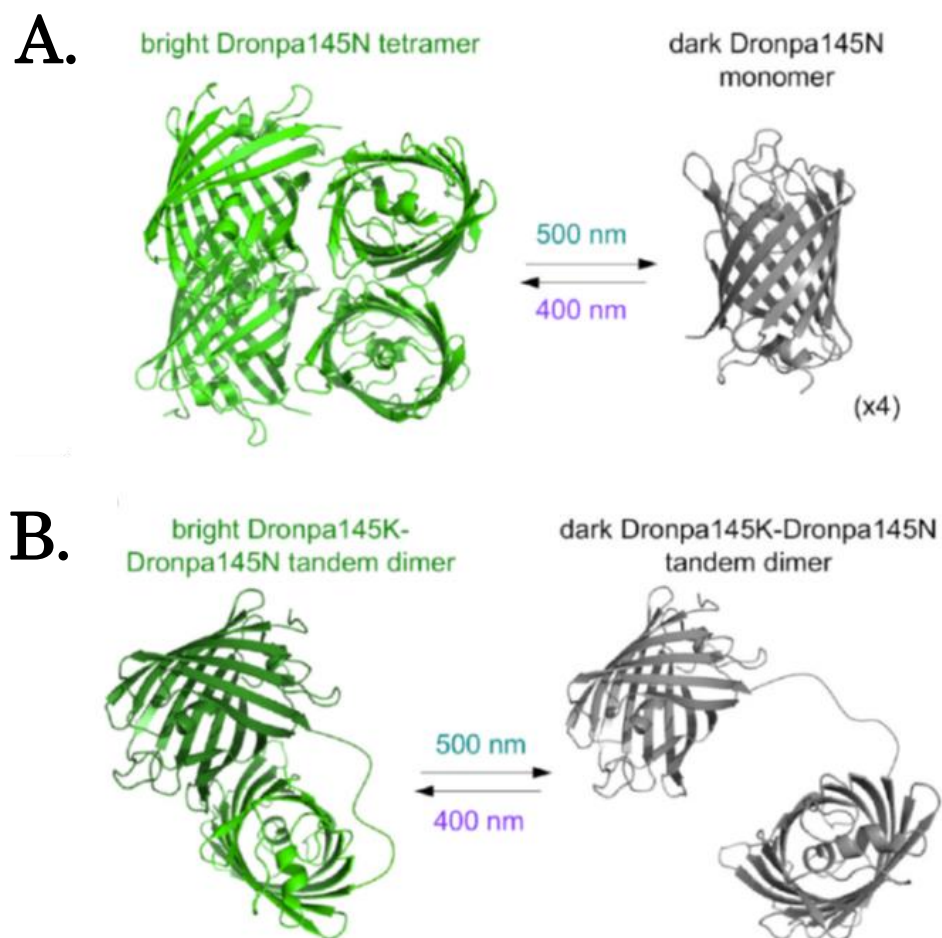 A.
bright Dronpa145N tetramer
dark Dronpa145N
monomer
500 nm
400 nm
(x4)
B.
bright Dronpa145K-
Dronpa145N tandem dimer
dark Dronpa145K-Dronpa145N
tandem dimer
500 nm
400 nm